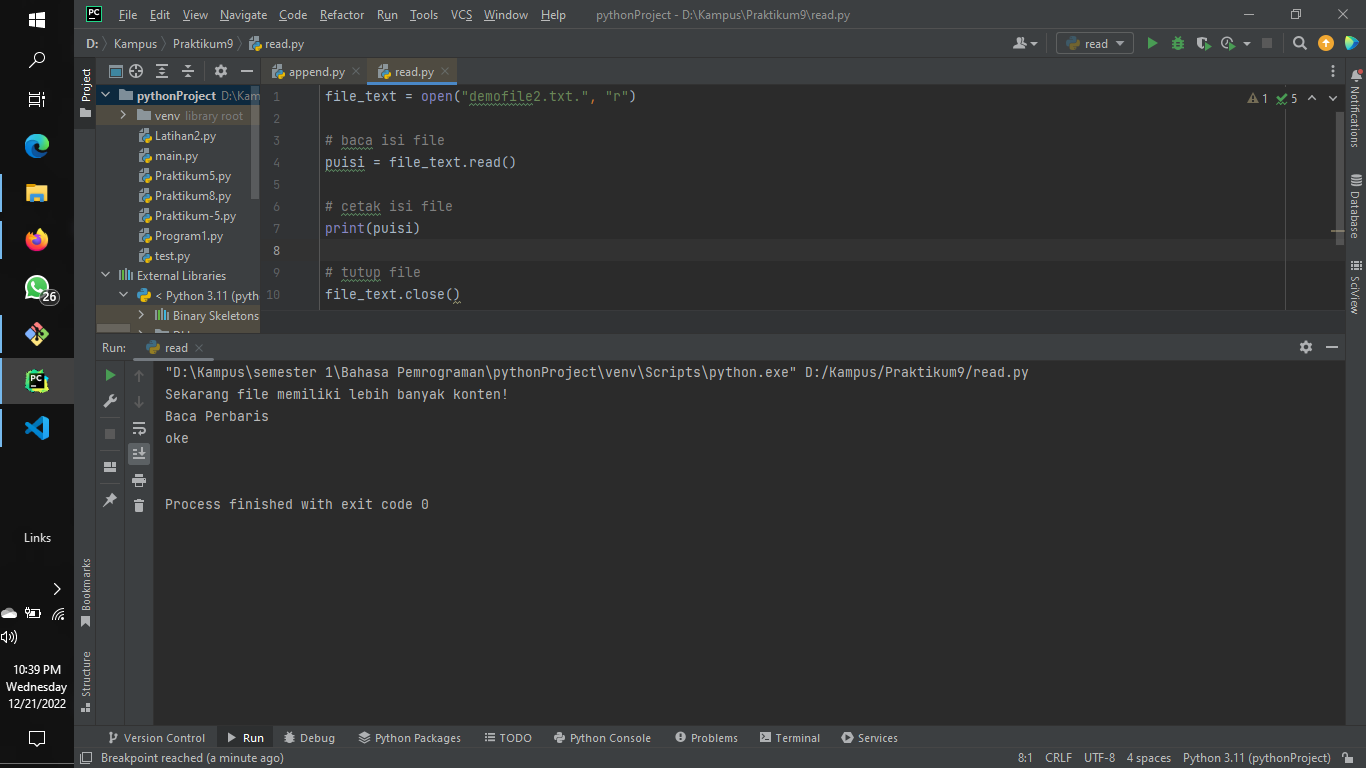 File Edit View Navigate Code Refactor Run Tools VCS Window Help pythonProject - D:\Kampus\Praktikum9\read.py
D: Kampus Praktikum9 read.py read
Project
append.py read.py
pythonProject D:\Kam
venv library root
Latihan2.py
main.py
Praktikum5.py
Praktikum8.py
Praktikum-5.py
Program1.py
test.py
External Libraries
< Python 3.11 (pyth
Binary Skeletons
1 file_text = open("demofile2.txt.", "r")
2
3 # baca isi file
4 puisi = file_text.read()
5
6 # cetak isi file
7 print(puisi)
8
9 # tutup file
10 file_text.close()
1 5
Notifications
Database
SciView
Run: read
"D:\Kampus\semester 1\Bahasa Pemrograman\pythonProject\venv\Scripts\python.exe" D:/Kampus/Praktikum9/read.py
Sekarang file memiliki lebih banyak konten!
Baca Perbaris
oke
Process finished with exit code 0
Bookmarks
Structure
Version Control Run Debug Python Packages TODO Python Console Problems Terminal Services
Breakpoint reached (a minute ago) 8:1 CRLF UTF-8 4 spaces Python 3.11 (pythonProject)
26
PC
Links
10:39 PM
Wednesday
12/21/2022